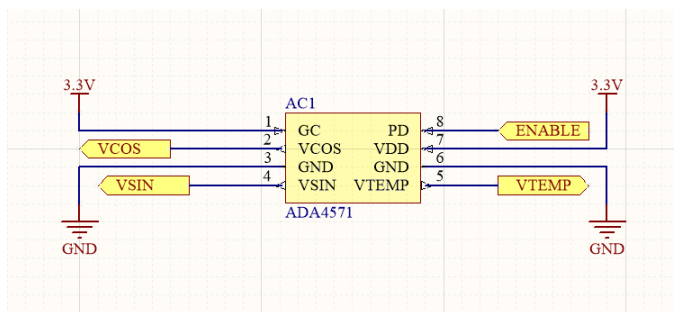 3.3V
3.3V
AC1
1 GC PD 8 ENABLE
VCOS 2 VCOS VDD 7
3 GND GND 6
VSIN 4 VSIN VTEMP 5 VTEMP
ADA4571
GND
GND